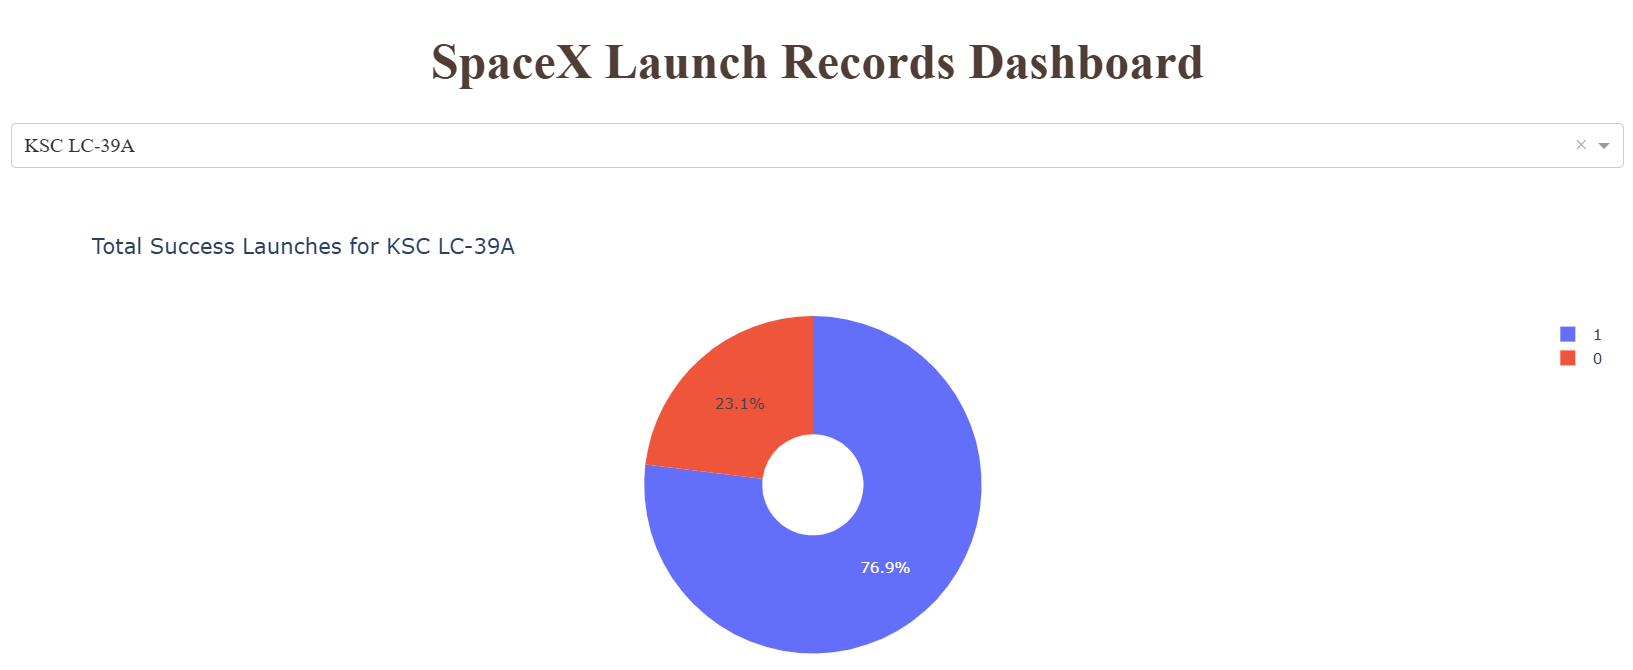 SpaceX Launch Records Dashboard
KSC LC-39A
Total Success Launches for KSC LC-39A
1
0
23.1%
76.9%